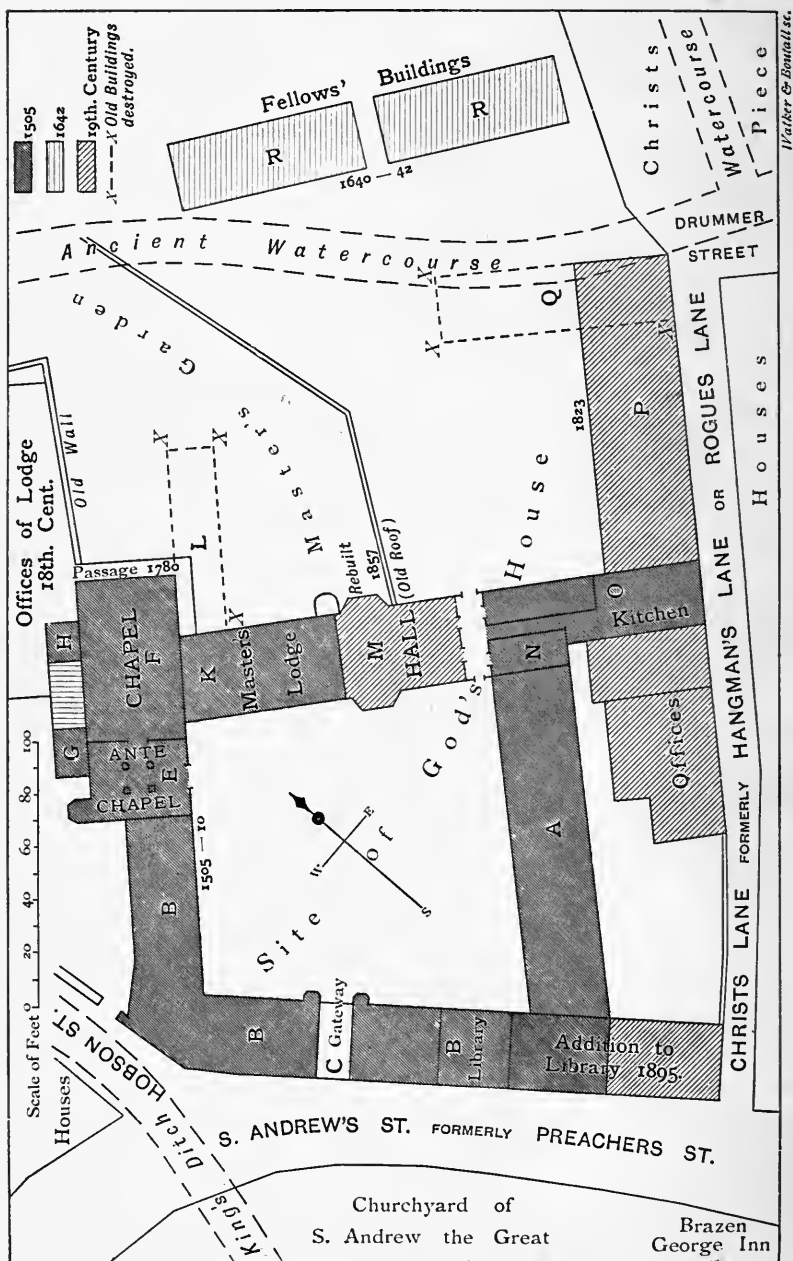 1505
1642
19th. Century
X----X Old Buildings
destroyed.
Fellows' Buildings
R
R
1640 — 42
Christs
Watercourse
Piece
Walker & Boutall sc.
Ancient Watercourse
DRUMMER
STREET
Offices of Lodge
18th. Cent.
Old Wall
Master's Garden
X
X
X
L
X
X
X
Q
1823
P
Passage 1780
H
G
CHAPEL
F
ANTE
CHAPEL
E
K
Master's
Lodge
Rebuilt
1857
(Old Roof)
M
HALL
N
O
Kitchen
Offices
A
Site of God's House
W
E
S
1505 — 10
B
B
C Gateway
B
Library
Addition to
Library 1895.
Scale of Feet
0 20 40 60 80 100
Houses
HOBSON ST.
King's Ditch
S. ANDREW'S ST. FORMERLY PREACHERS ST.
CHRISTS LANE FORMERLY HANGMAN'S LANE OR ROGUES LANE
Houses
Churchyard of
S. Andrew the Great
Brazen
George Inn